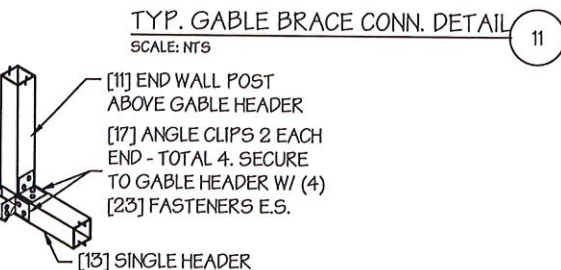 TYP. GABLE BRACE CONN. DETAIL
11
SCALE: NTS
[11] END WALL POST
ABOVE GABLE HEADER
[17] ANGLE CLIPS 2 EACH
END - TOTAL 4. SECURE
TO GABLE HEADER W/ (4)
[23] FASTENERS E.S.
[13] SINGLE HEADER